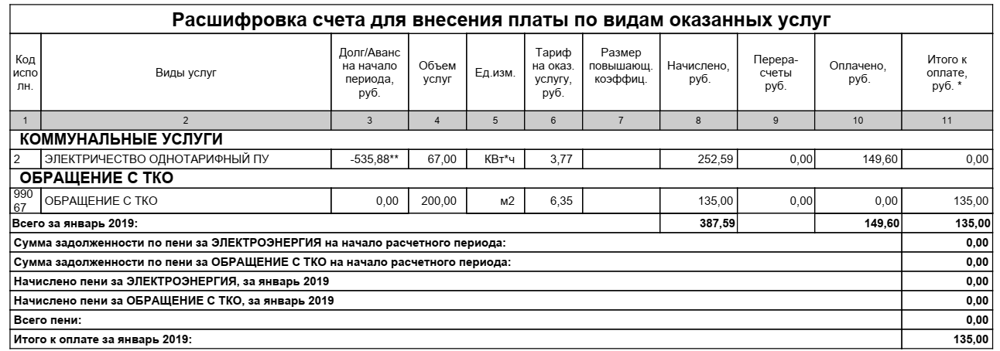 Расшифровка счета для внесения платы по видам оказанных услуг
Код испо лн. Виды услуг Долг/Аванс на начало периода, руб. Объем услуг Ед.изм. Тариф на оказ. услугу, руб. Размер повышающ. коэффиц. Начислено, руб. Перера- счеты руб. Оплачено, руб. Итого к оплате, руб. *
1 2 3 4 5 6 7 8 9 10 11
КОММУНАЛЬНЫЕ УСЛУГИ
2 ЭЛЕКТРИЧЕСТВО ОДНОТАРИФНЫЙ ПУ -535,88** 67,00 КВт*ч 3,77 252,59 0,00 149,60 0,00
ОБРАЩЕНИЕ С ТКО
990 67 ОБРАЩЕНИЕ С ТКО 0,00 200,00 м2 6,35 135,00 0,00 0,00 135,00
Всего за январь 2019: 387,59 149,60 135,00
Сумма задолженности по пени за ЭЛЕКТРОЭНЕРГИЯ на начало расчетного периода: 0,00
Сумма задолженности по пени за ОБРАЩЕНИЕ С ТКО на начало расчетного периода: 0,00
Начислено пени за ЭЛЕКТРОЭНЕРГИЯ, за январь 2019 0,00
Начислено пени за ОБРАЩЕНИЕ С ТКО, за январь 2019 0,00
Всего пени: 0,00
Итого к оплате за январь 2019: 135,00